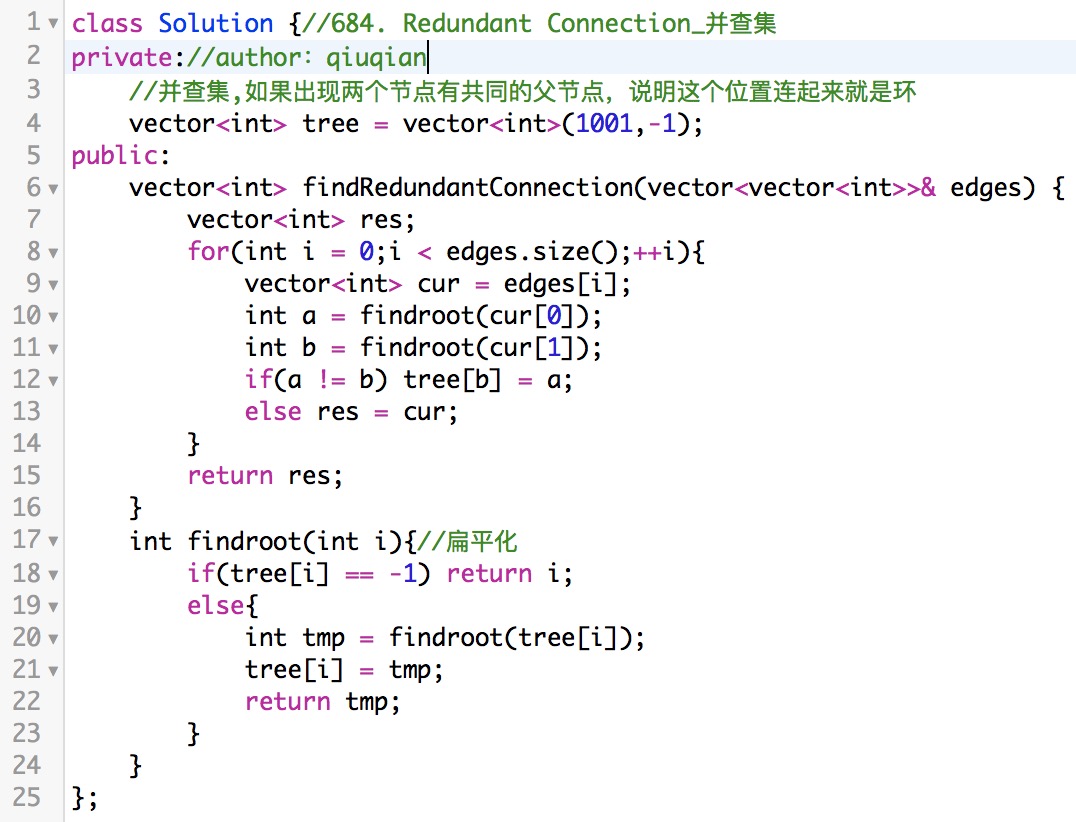 1 class Solution {//684. Redundant Connection_并查集
2 private://author: qiuqian
3     //并查集,如果出现两个节点有共同的父节点，说明这个位置连起来就是环
4     vector<int> tree = vector<int>(1001,-1);
5 public:
6     vector<int> findRedundantConnection(vector<vector<int>>& edges) {
7         vector<int> res;
8         for(int i = 0;i < edges.size();++i){
9             vector<int> cur = edges[i];
10             int a = findroot(cur[0]);
11             int b = findroot(cur[1]);
12             if(a != b) tree[b] = a;
13             else res = cur;
14         }
15         return res;
16     }
17     int findroot(int i){//扁平化
18         if(tree[i] == -1) return i;
19         else{
20             int tmp = findroot(tree[i]);
21             tree[i] = tmp;
22             return tmp;
23         }
24     }
25 };